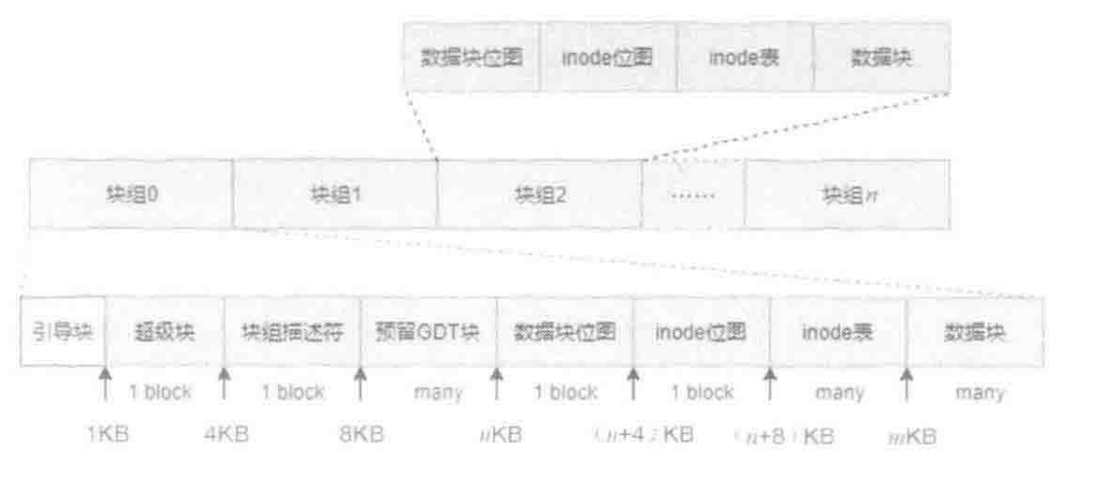 数据块位图 inode位图 inode表 数据块
块组0 块组1 块组2 …… 块组n
引导块 超级块 块组描述符 预留GDT块 数据块位图 inode位图 inode表 数据块
1 block 1 block many 1 block 1 block many many
1KB 4KB 8KB nKB (n+4)KB (n+8)KB mKB